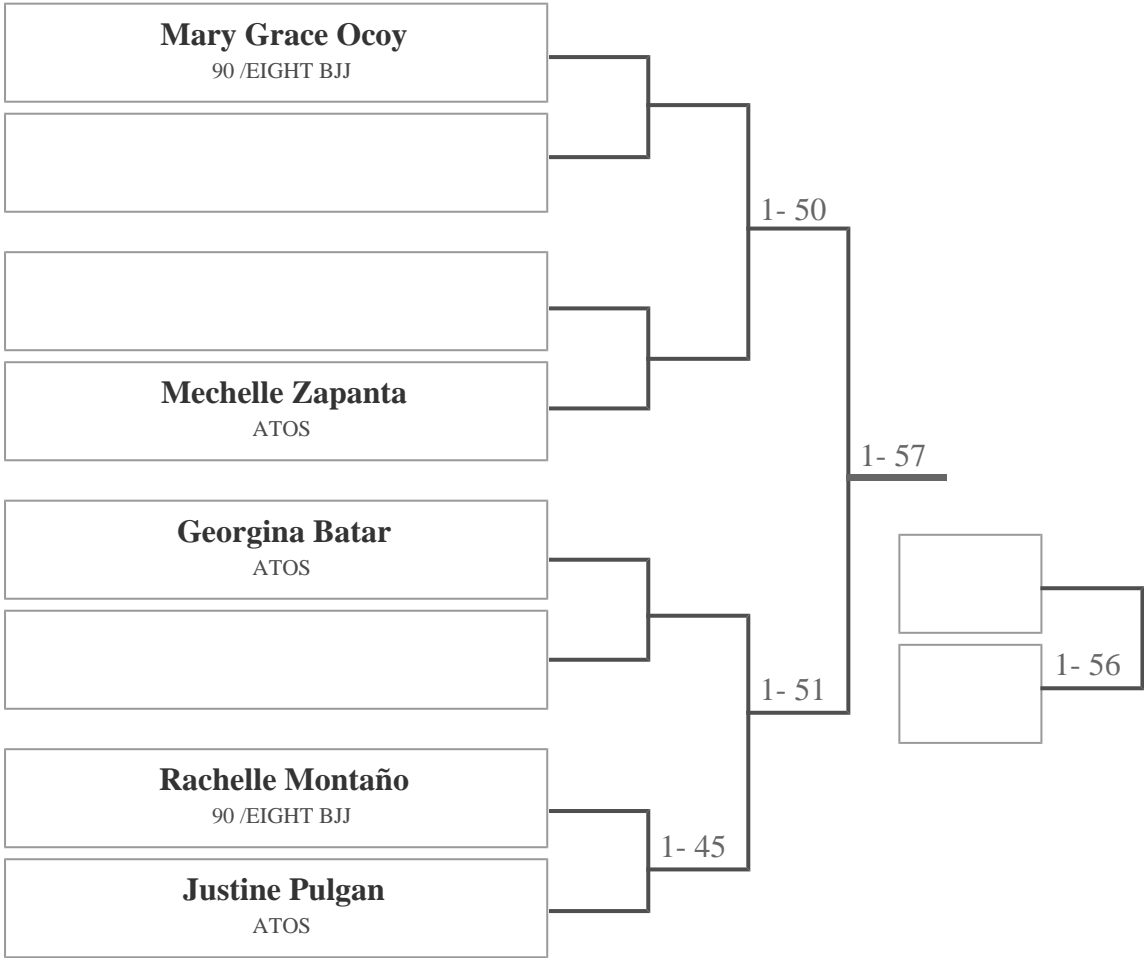 Mary Grace Ocoy
90 /EIGHT BJJ
1- 50
Mechelle Zapanta
ATOS
1- 57
Georgina Batar
ATOS
1- 51
1- 56
Rachelle Montaño
90 /EIGHT BJJ
1- 45
Justine Pulgan
ATOS